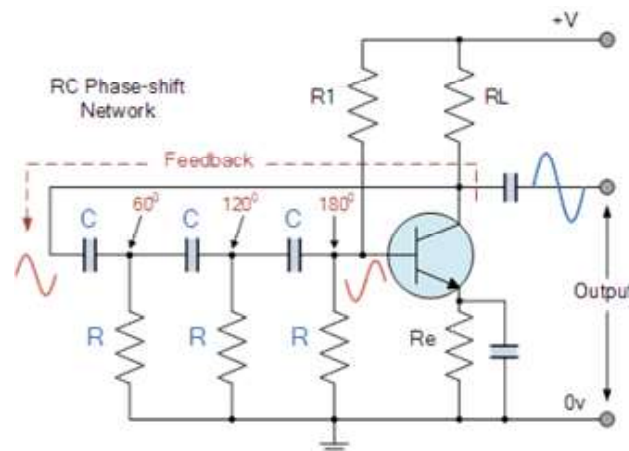 +V
RC Phase-shift
Network
R1
RL
Feedback
C
60⁰
C
120⁰
C
180⁰
Output
R
R
R
Re
0v